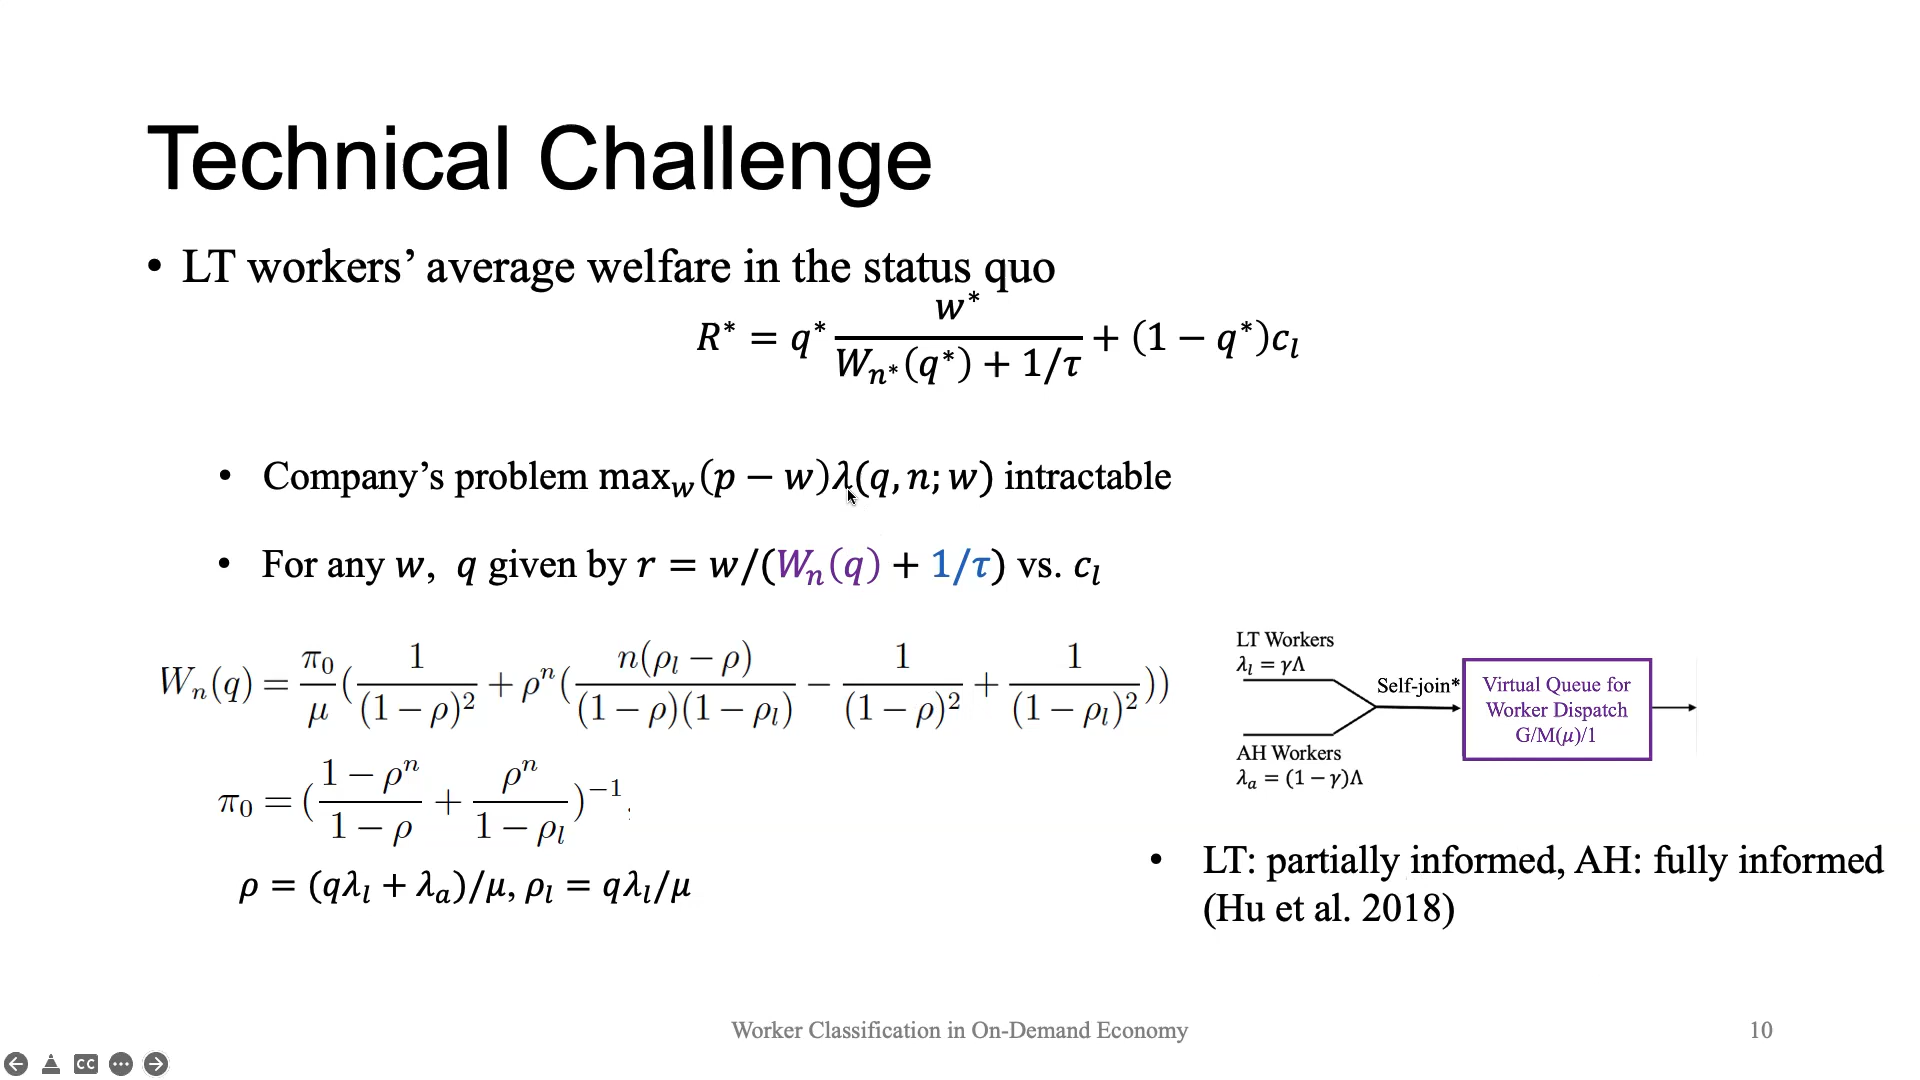 Technical Challenge
• LT workers’ average welfare in the status quo
R* = q* w* / (W_{n*}(q*) + 1/τ) + (1 − q*)c_l
• Company’s problem max_w (p − w)λ(q, n; w) intractable
• For any w, q given by r = w/(W_n(q) + 1/τ) vs. c_l
W_n(q) = π_0/μ (1/(1 − ρ)^2 + ρ^n (n(ρ_l − ρ)/((1 − ρ)(1 − ρ_l)) − 1/(1 − ρ)^2 + 1/(1 − ρ_l)^2))
π_0 = ((1 − ρ^n)/(1 − ρ) + ρ^n/(1 − ρ_l))^{−1}
ρ = (qλ_l + λ_a)/μ, ρ_l = qλ_l/μ
LT Workers
λ_l = γΛ
Self-join*
Virtual Queue for
Worker Dispatch
G/M(μ)/1
AH Workers
λ_a = (1 − γ)Λ
• LT: partially informed, AH: fully informed
(Hu et al. 2018)
Worker Classification in On-Demand Economy
10
CC